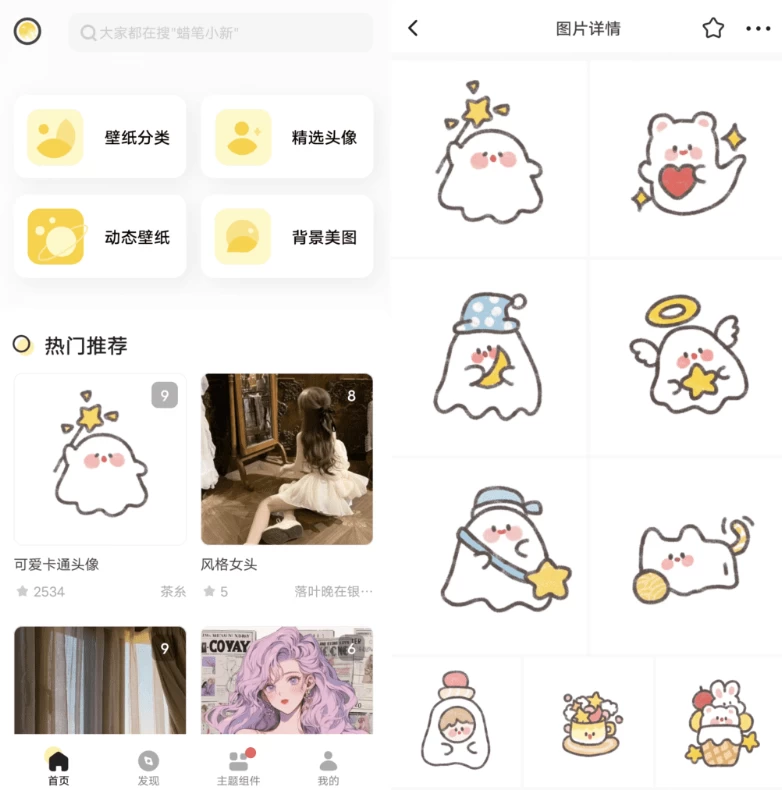 大家都在搜"蜡笔小新"
壁纸分类
精选头像
动态壁纸
背景美图
热门推荐
9
8
可爱卡通头像
风格女头
2534
茶糸
5
落叶晚在银…
9
6
COVAY
首页
发现
主题组件
我的
图片详情